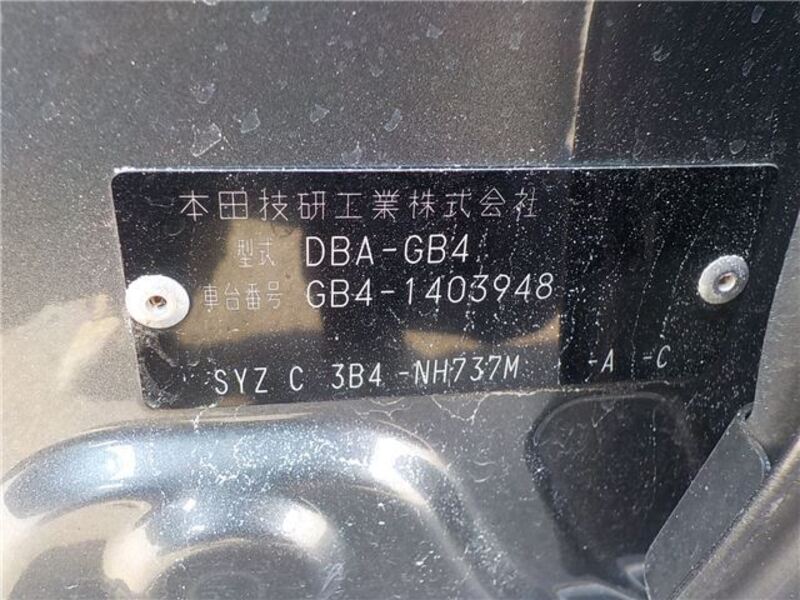 本田技研工業株式会社
型式 DBA-GB4
車台番号 GB4-1403948
SYZ C 3B4 -NH737M -A -C